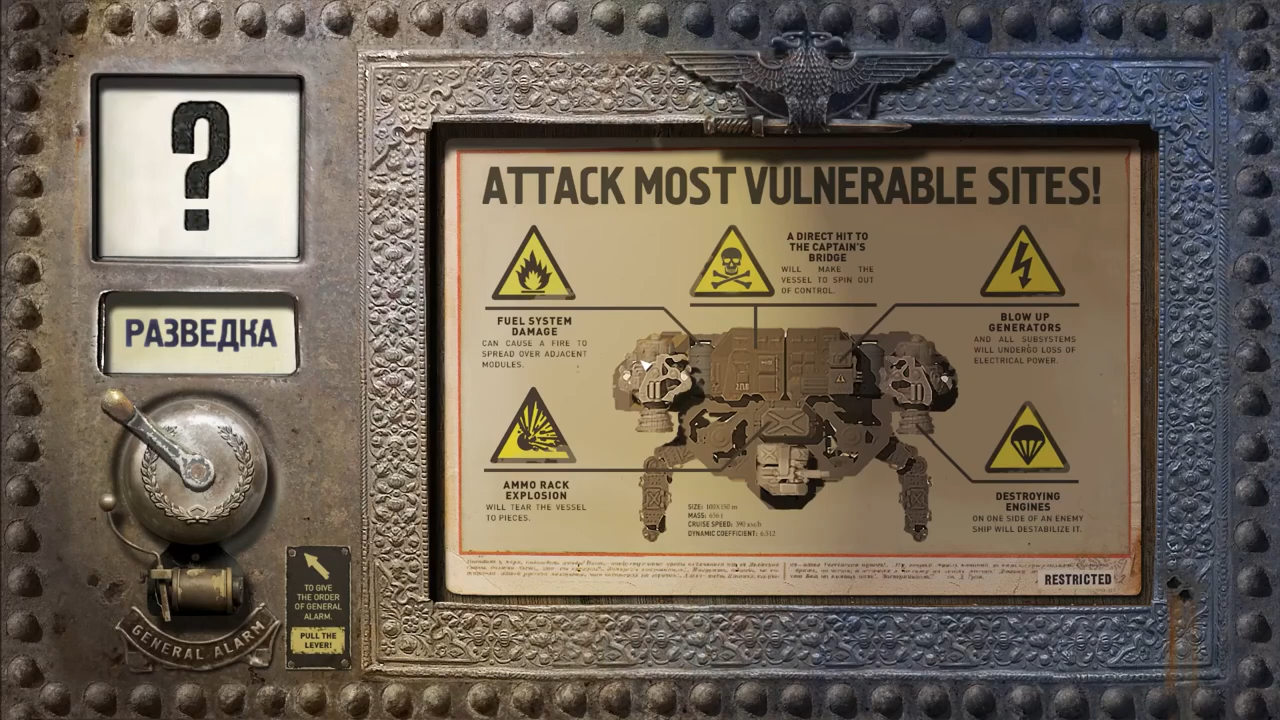 ?
РАЗВЕДКА
GENERAL ALARM
TO GIVE
THE ORDER
OF GENERAL
ALARM.
PULL THE
LEVER!
ATTACK MOST VULNERABLE SITES!
FUEL SYSTEM
DAMAGE
CAN CAUSE A FIRE TO
SPREAD OVER ADJACENT
MODULES.
A DIRECT HIT TO
THE CAPTAIN'S
BRIDGE
WILL MAKE THE
VESSEL TO SPIN OUT
OF CONTROL.
BLOW UP
GENERATORS
AND ALL SUBSYSTEMS
WILL UNDERGO LOSS OF
ELECTRICAL POWER.
AMMO RACK
EXPLOSION
WILL TEAR THE VESSEL
TO PIECES.
SIZE:
MASS:
CRUISE SPEED:
DYNAMIC COEFFICIENT:
DESTROYING
ENGINES
ON ONE SIDE OF AN ENEMY
SHIP WILL DESTABILIZE IT.
RESTRICTED